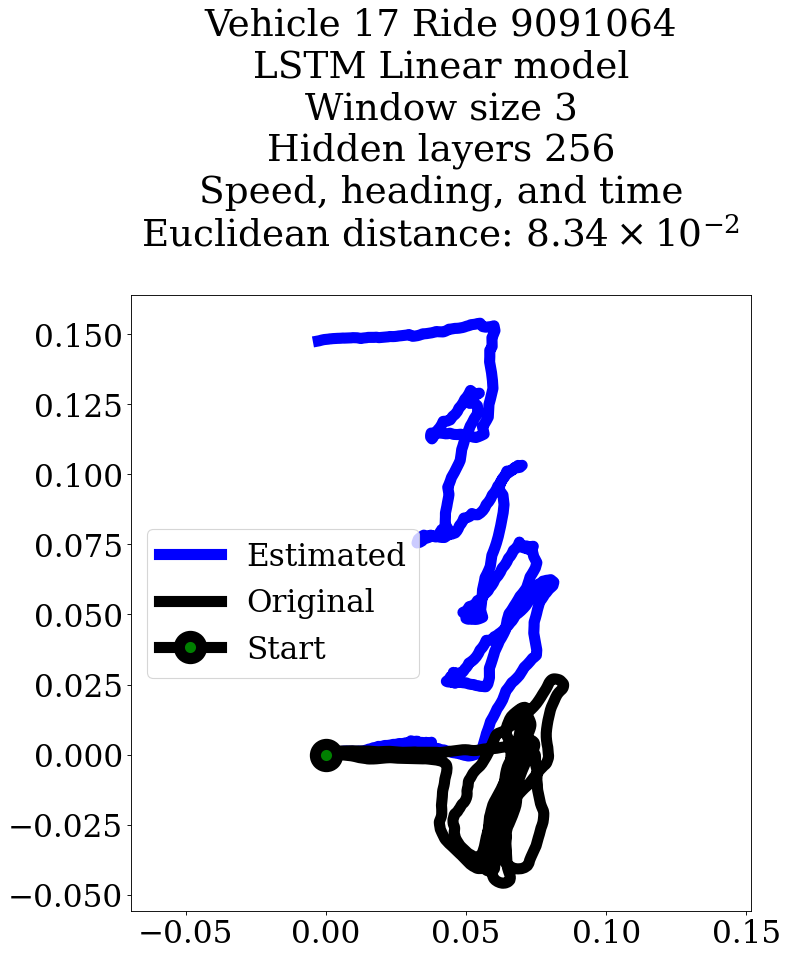 Vehicle 17 Ride 9091064
LSTM Linear model
Window size 3
Hidden layers 256
Speed, heading, and time
Euclidean distance: 8.34 × 10⁻²
0.150
0.125
0.100
0.075
0.050
0.025
0.000
−0.025
−0.050
Estimated
Original
Start
−0.05 0.00 0.05 0.10 0.15